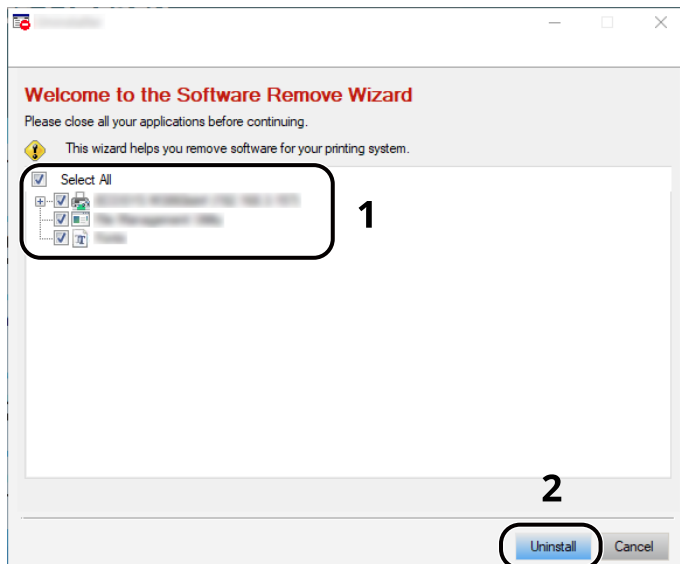 Welcome to the Software Remove Wizard
Please close all your applications before continuing.
This wizard helps you remove software for your printing system.
Select All
1
2
Uninstall
Cancel